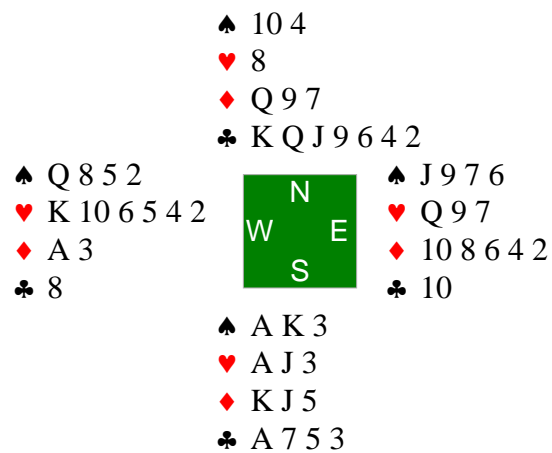 ♠ 10 4
♥ 8
♦ Q 9 7
♣ K Q J 9 6 4 2
♠ Q 8 5 2
♥ K 10 6 5 4 2
♦ A 3
♣ 8
N
W E
S
♠ J 9 7 6
♥ Q 9 7
♦ 10 8 6 4 2
♣ 10
♠ A K 3
♥ A J 3
♦ K J 5
♣ A 7 5 3